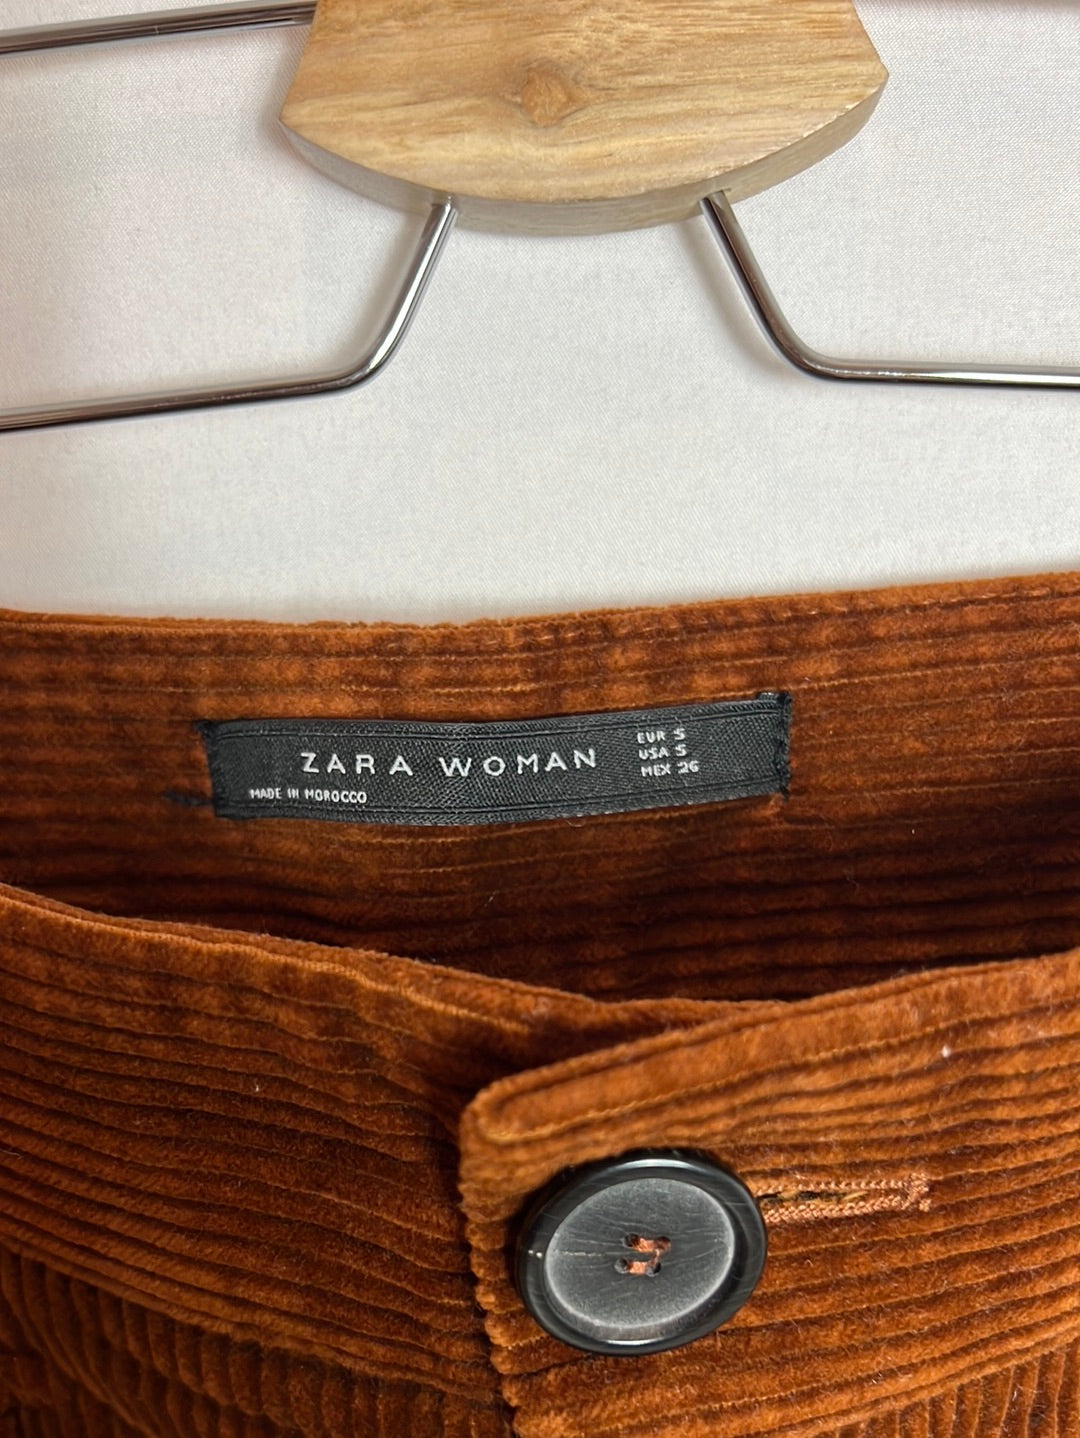 ZARA WOMAN
MADE IN MOROCCO
EUR S
USA S
MEX 26